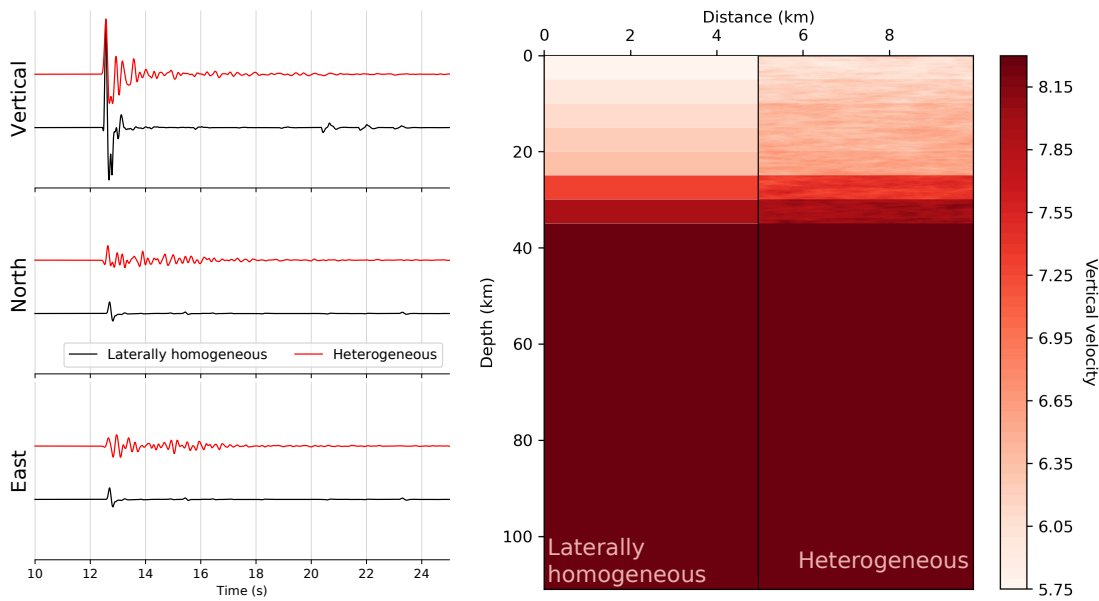 Vertical
North
Laterally homogeneous
Heterogeneous
East
10
12
14
16
18
20
22
24
Time (s)
Distance (km)
0
2
4
6
8
0
20
40
60
80
100
Depth (km)
Laterally
homogeneous
Heterogeneous
8.15
7.85
7.55
7.25
6.95
6.65
6.35
6.05
5.75
Vertical velocity